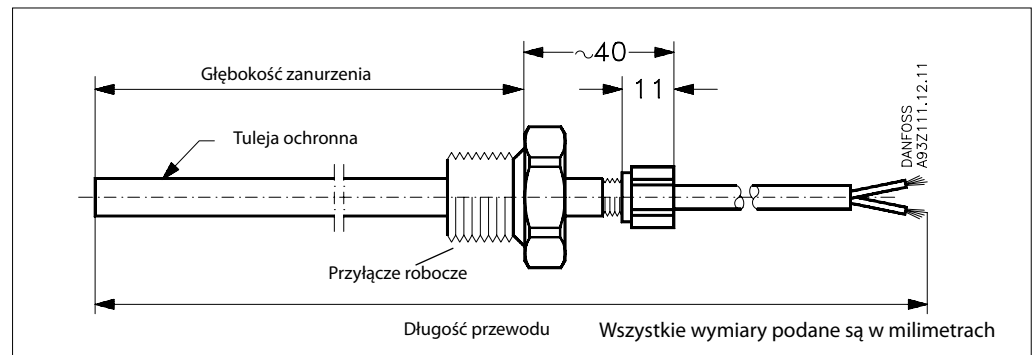 ~40
Głębokość zanurzenia
11
DANFOSS
A93Z111.12.11
Tuleja ochronna
Przyłącze robocze
Długość przewodu
Wszystkie wymiary podane są w milimetrach